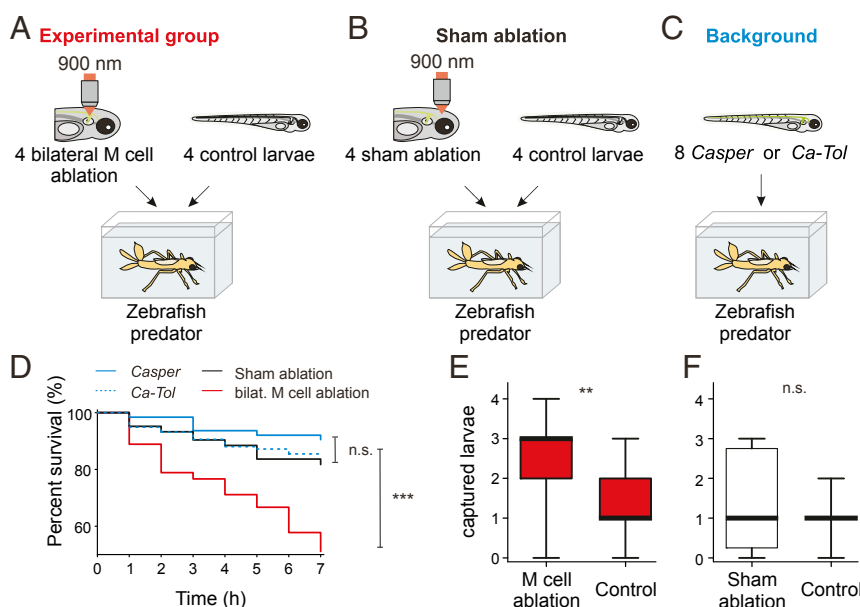 A Experimental group
900 nm
4 bilateral M cell
ablation
4 control larvae
Zebrafish
predator
B Sham ablation
900 nm
4 sham ablation
4 control larvae
Zebrafish
predator
C Background
8 Casper or Ca-Tol
Zebrafish
predator
D
Casper
Ca-Tol
Sham ablation
bilat. M cell ablation
Percent survival (%)
100
80
60
0 1 2 3 4 5 6 7
Time (h)
n.s.
***
E
**
captured larvae
4
3
2
1
0
M cell
ablation
Control
F
n.s.
4
3
2
1
0
Sham
ablation
Control